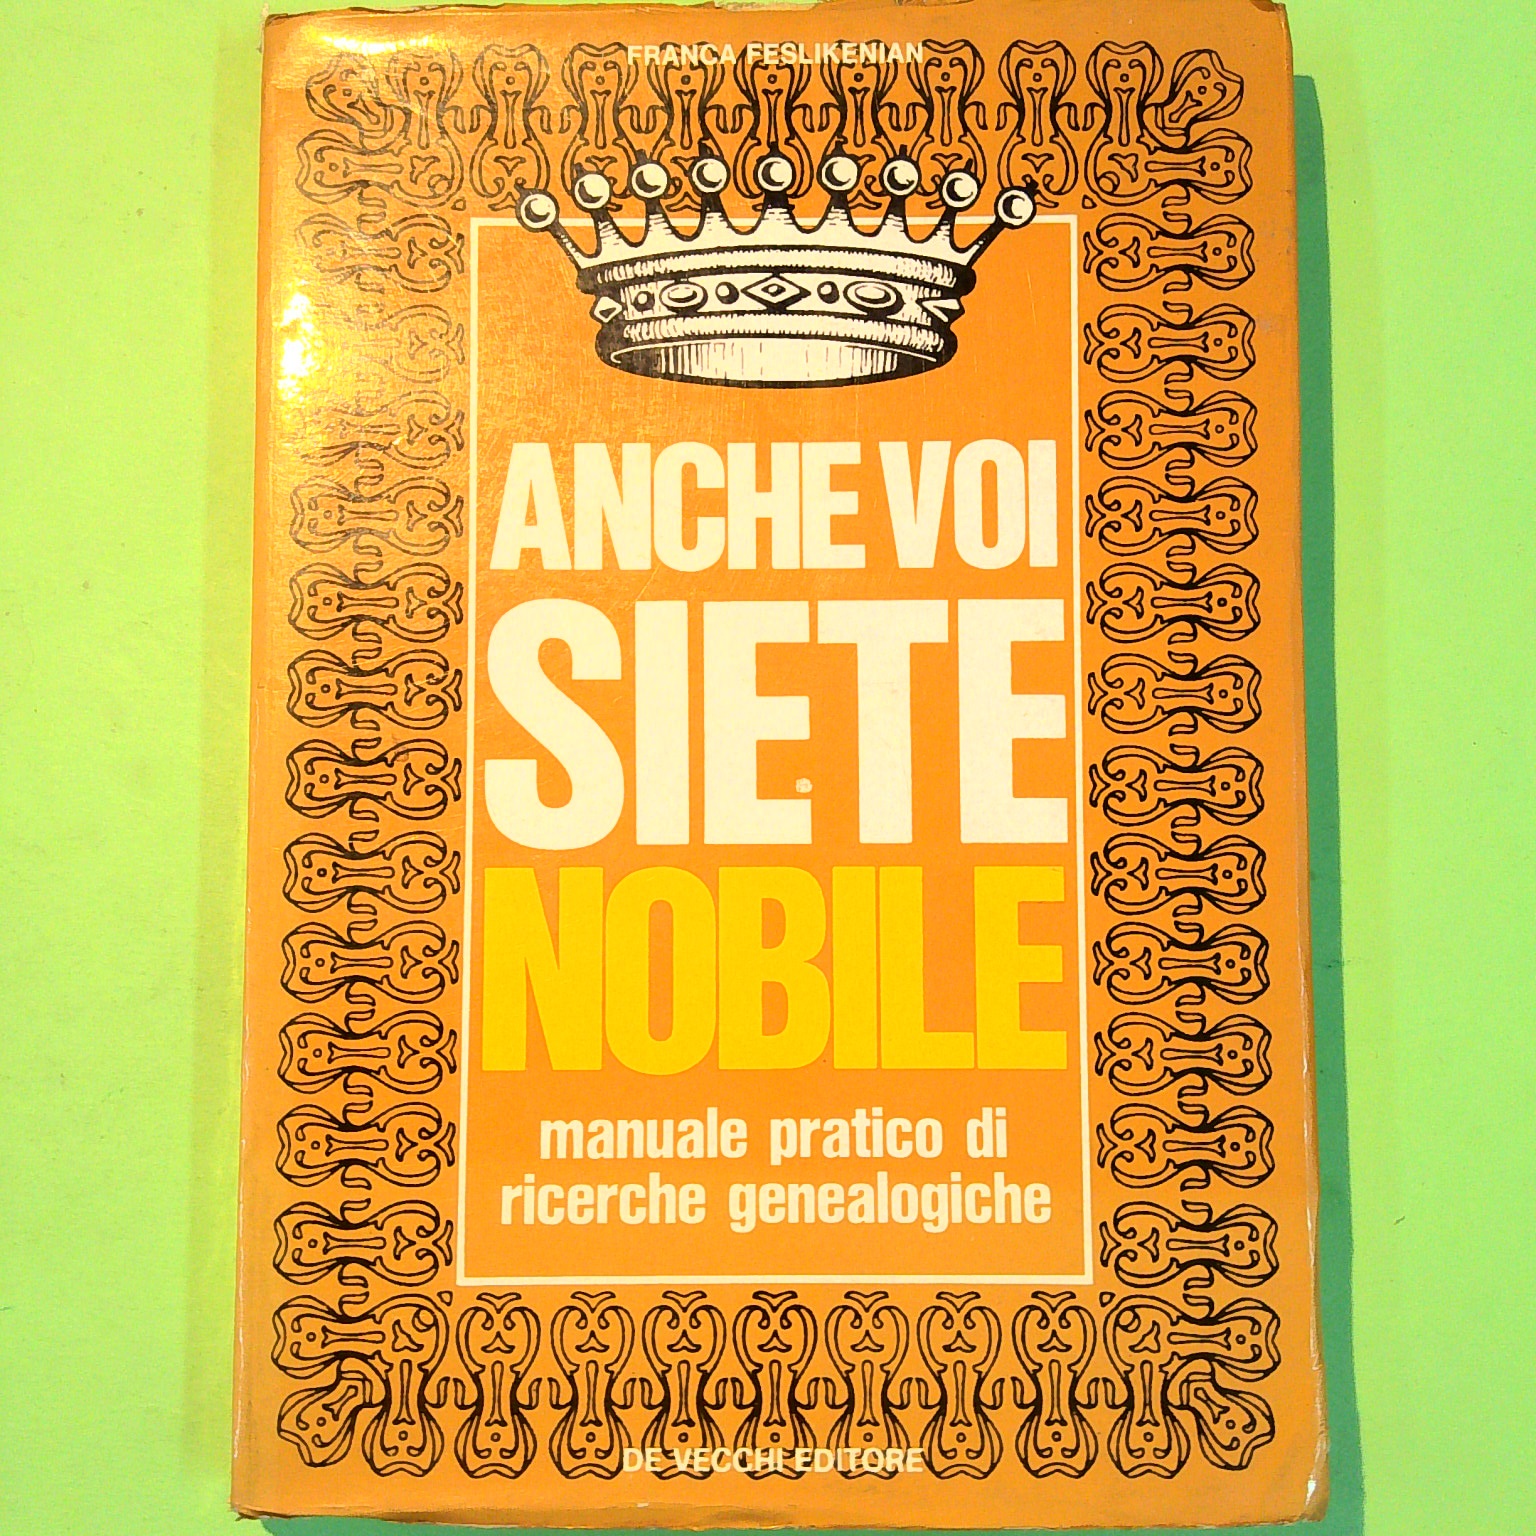 FRANCA FESLIKENIAN
ANCHE VOI
SIETE
NOBILE
manuale pratico di
ricerche genealogiche
DE VECCHI EDITORE